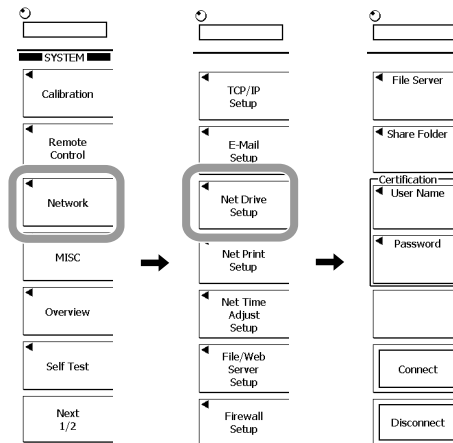 SYSTEM
Calibration
Remote
Control
Network
MISC
Overview
Self Test
Next
1/2
TCP/IP
Setup
E-Mail
Setup
Net Drive
Setup
Net Print
Setup
Net Time
Adjust
Setup
File/Web
Server
Setup
Firewall
Setup
File Server
Share Folder
Certification
User Name
Password
Connect
Disconnect